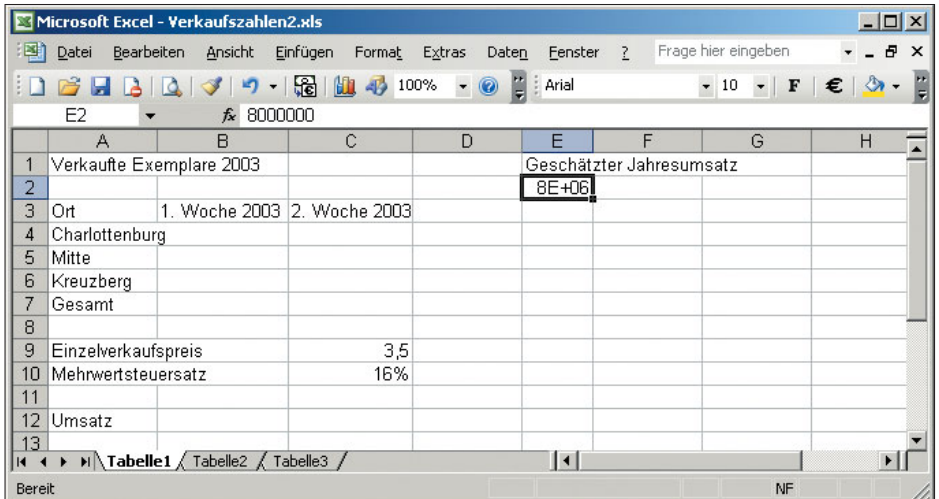 Microsoft Excel - Verkaufszahlen2.xls
Datei Bearbeiten Ansicht Einfügen Format Extras Daten Fenster ? Frage hier eingeben
100% Arial 10 F €
E2 fx 8000000
A B C D E F G H
1 Verkaufte Exemplare 2003 Geschätzter Jahresumsatz
2 8E+06
3 Ort 1. Woche 2003 2. Woche 2003
4 Charlottenburg
5 Mitte
6 Kreuzberg
7 Gesamt
8
9 Einzelverkaufspreis 3,5
10 Mehrwertsteuersatz 16%
11
12 Umsatz
13
Tabelle1 Tabelle2 Tabelle3
Bereit NF